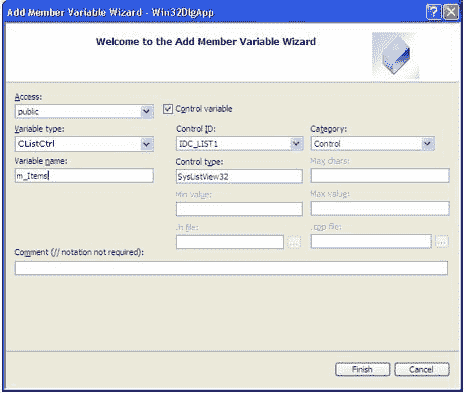 Add Member Variable Wizard - Win32DlgApp
Welcome to the Add Member Variable Wizard
Access:
public
Control variable
Variable type:
CListCtrl
Control ID:
IDC_LIST1
Category:
Control
Variable name:
m_Items
Control type:
SysListView32
Max chars:
Min value:
Max value:
.h file:
...
.cpp file:
...
Comment (// notation not required):
Finish
Cancel